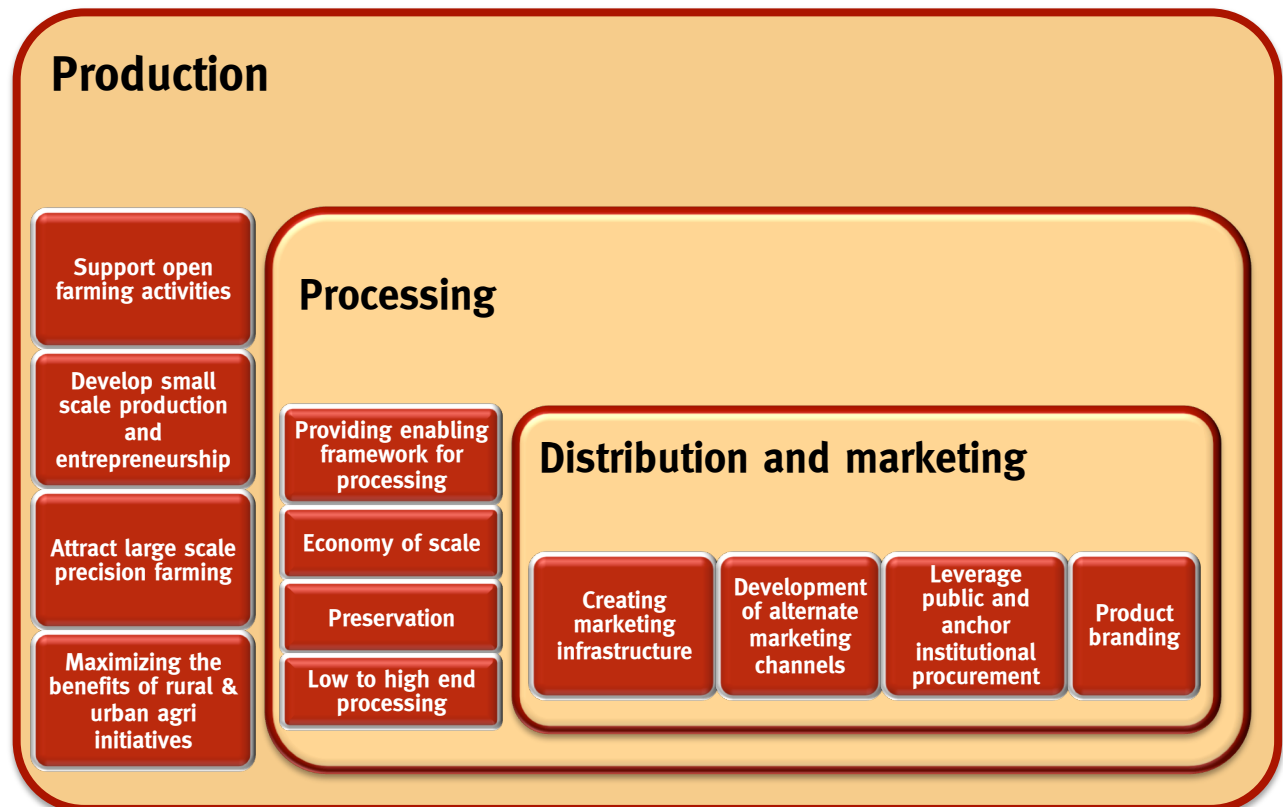 Production
Support open
farming activities
Develop small
scale production
and
entrepreneurship
Attract large scale
precision farming
Maximizing the
benefits of rural &
urban agri
initiatives
Processing
Providing enabling
framework for
processing
Economy of scale
Preservation
Low to high end
processing
Distribution and marketing
Creating
marketing
infrastructure
Development
of alternate
marketing
channels
Leverage
public and
anchor
institutional
procurement
Product
branding